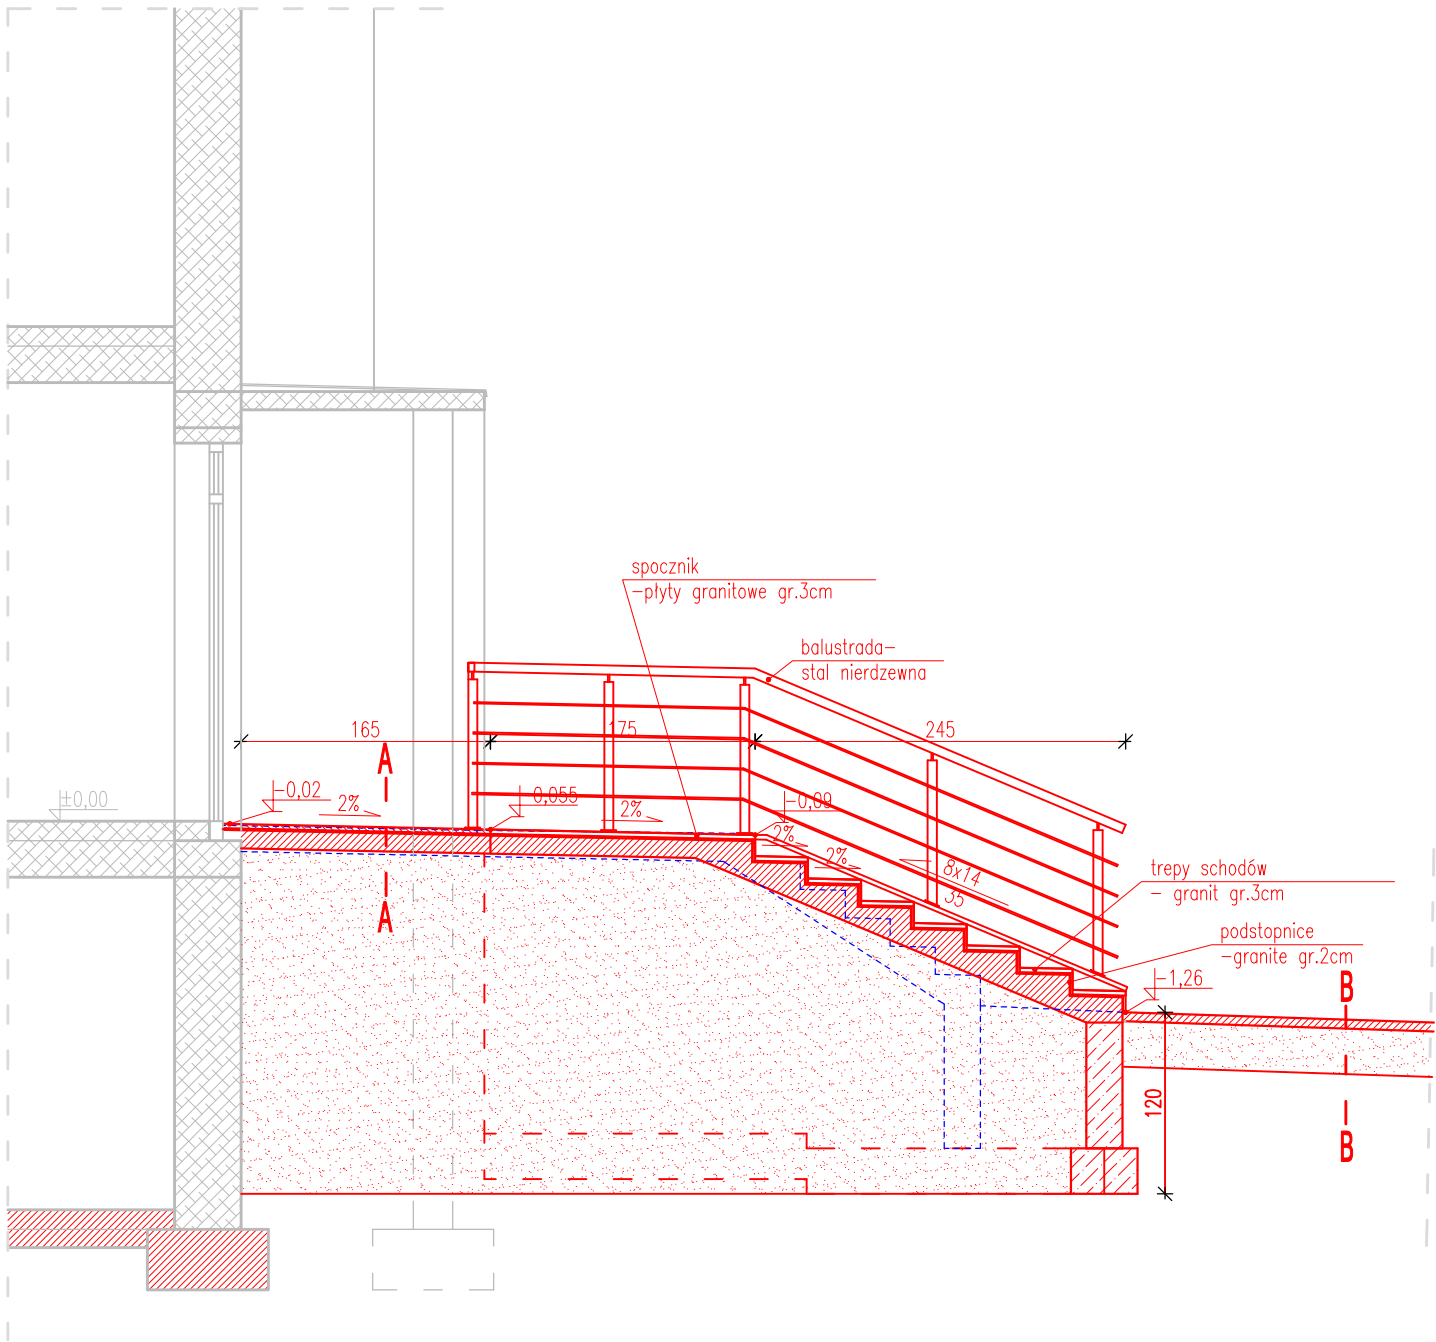 spocznik
-płyty granitowe gr.3cm
balustrada-
stal nierdzewna
165
175
245
A
±0,00
-0,02
2%
-0,055
2%
-0,09
2%
2%
8x14
35
trepy schodów
- granit gr.3cm
A
podstopnice
-granite gr.2cm
-1,26
B
120
B